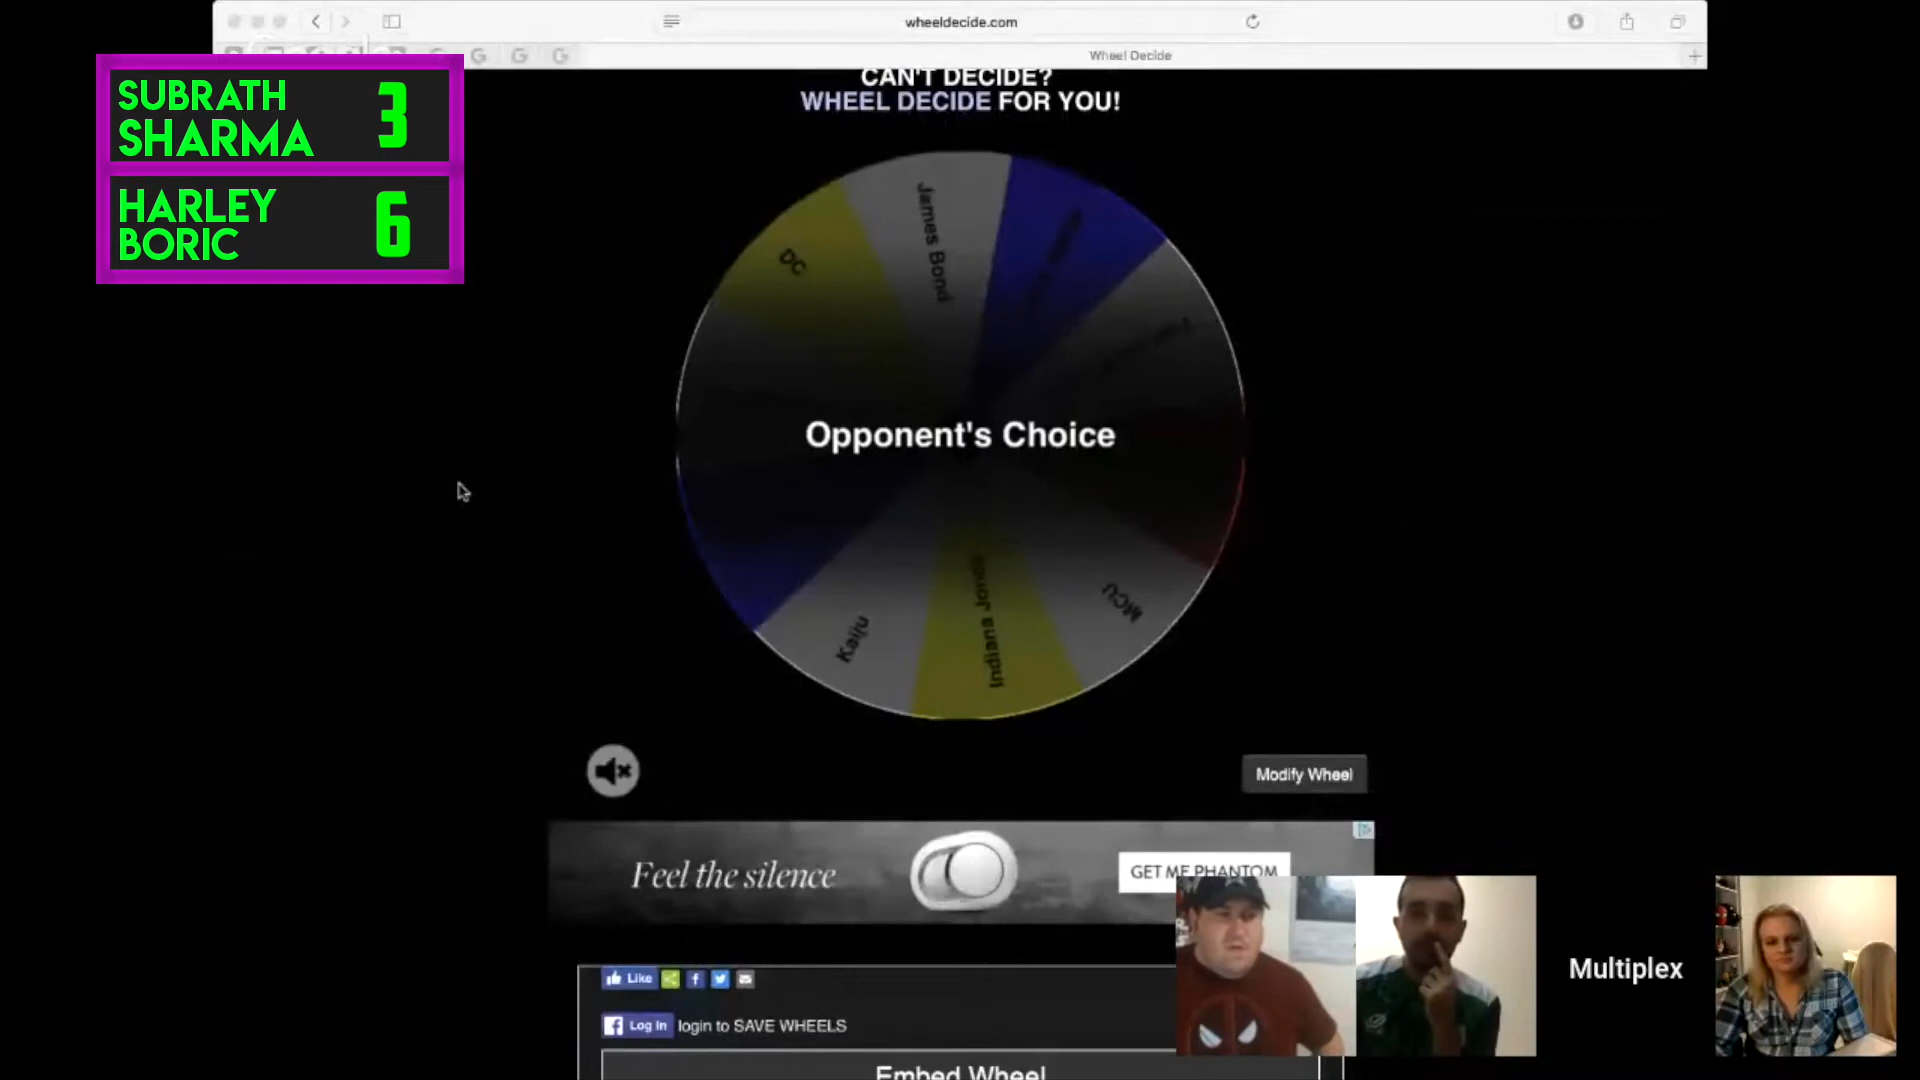 wheeldecide.com
Wheel Decide
SUBRATH
SHARMA
3
HARLEY
BORIC
6
CAN'T DECIDE?
WHEEL DECIDE FOR YOU!
James Bond
DC
Opponent's Choice
MCU
Indiana Jones
Kaiju
Modify Wheel
Feel the silence
GET ME PHANTOM
Like
Log In login to SAVE WHEELS
Embed Wheel
Multiplex